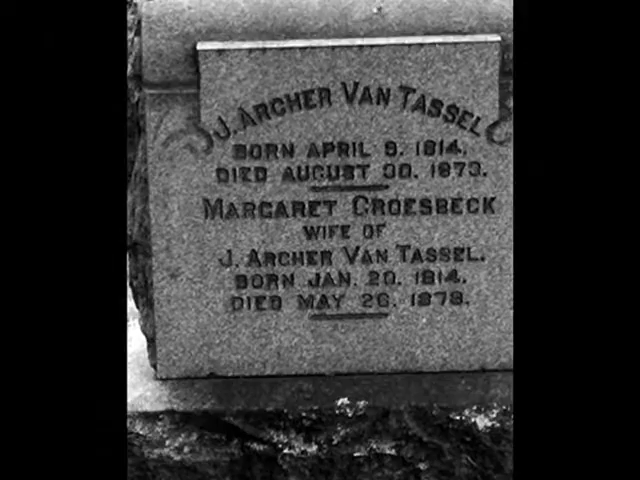 J. ARCHER VAN TASSEL
BORN APRIL 9. 1814.
DIED AUGUST 30. 1873.
MARGARET GROESBECK
WIFE OF
J. ARCHER VAN TASSEL.
BORN JAN. 20. 1814.
DIED MAY 26. 1878.